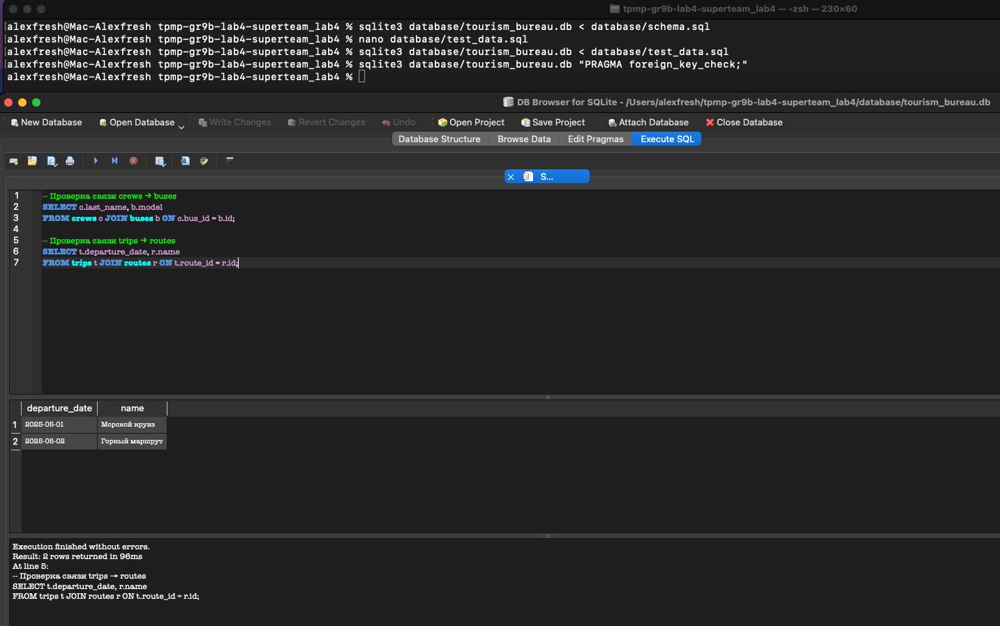 tpmp-gr9b-lab4-superteam_lab4 — -zsh — 230×60
[alexfresh@Mac-Alexfresh tpmp-gr9b-lab4-superteam_lab4 % sqlite3 database/tourism_bureau.db < database/schema.sql
[alexfresh@Mac-Alexfresh tpmp-gr9b-lab4-superteam_lab4 % nano database/test_data.sql
[alexfresh@Mac-Alexfresh tpmp-gr9b-lab4-superteam_lab4 % sqlite3 database/tourism_bureau.db < database/test_data.sql
[alexfresh@Mac-Alexfresh tpmp-gr9b-lab4-superteam_lab4 % sqlite3 database/tourism_bureau.db "PRAGMA foreign_key_check;"
alexfresh@Mac-Alexfresh tpmp-gr9b-lab4-superteam_lab4 %
DB Browser for SQLite - /Users/alexfresh/tpmp-gr9b-lab4-superteam_lab4/database/tourism_bureau.db
New Database Open Database Write Changes Revert Changes Undo Open Project Save Project Attach Database Close Database
Database Structure Browse Data Edit Pragmas Execute SQL
S...
1 -- Проверка связи crews → buses
2 SELECT c.last_name, b.model
3 FROM crews c JOIN buses b ON c.bus_id = b.id;
4
5 -- Проверка связи trips → routes
6 SELECT t.departure_date, r.name
7 FROM trips t JOIN routes r ON t.route_id = r.id;
departure_date name
1 2025-05-01 Морской круиз
2 2025-05-02 Горный маршрут
Execution finished without errors.
Result: 2 rows returned in 96ms
At line 5:
-- Проверка связи trips → routes
SELECT t.departure_date, r.name
FROM trips t JOIN routes r ON t.route_id = r.id;